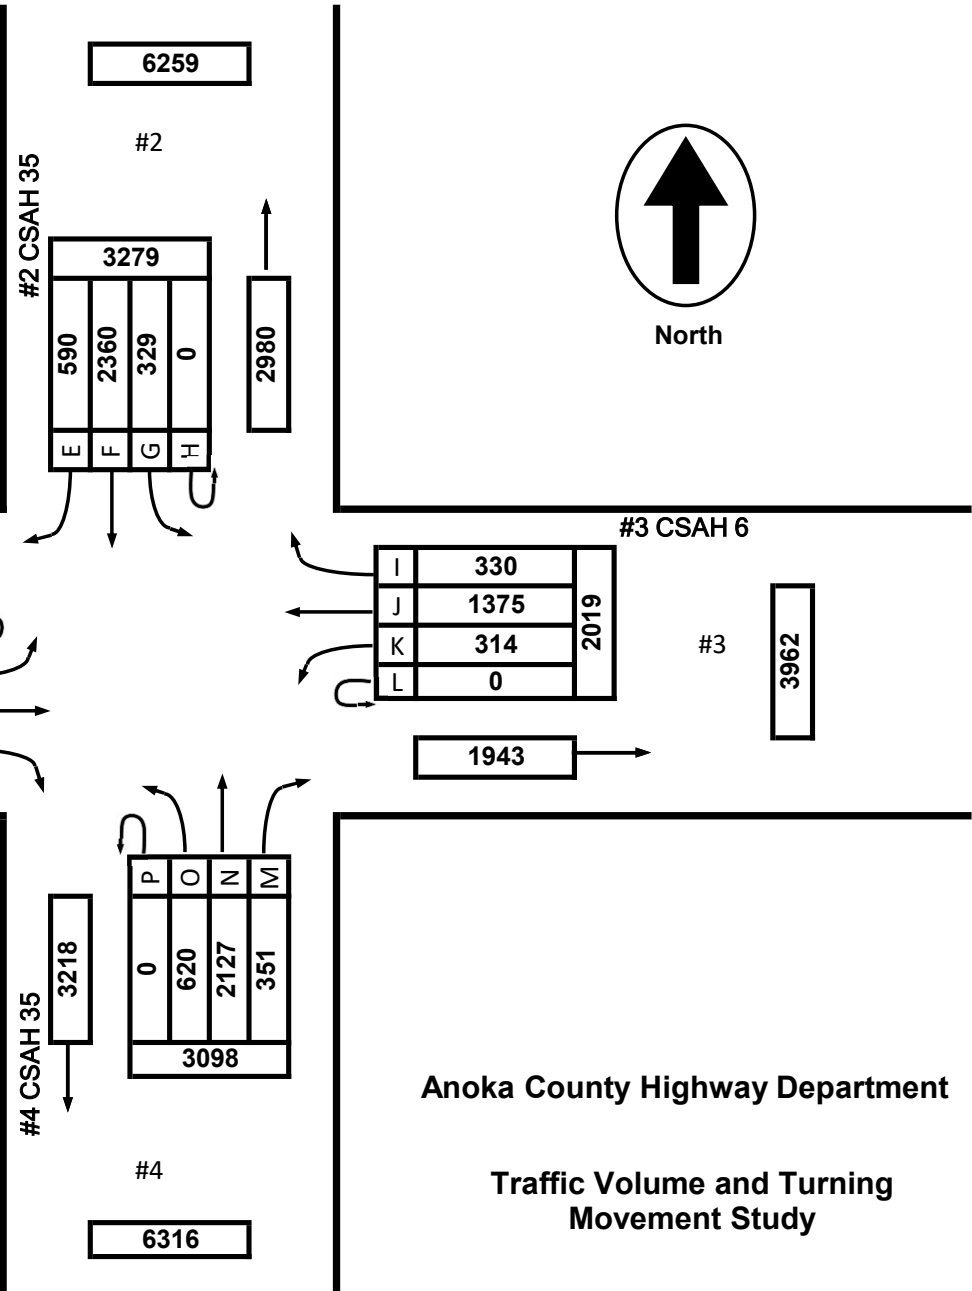 6259
#2
#2 CSAH 35
3279
590
2360
329
0
2980
E
F
G
H
North
#3 CSAH 6
I
330
J
1375
K
314
L
0
2019
#3
3962
1943
P
O
N
M
0
620
2127
351
3098
3218
#4 CSAH 35
#4
6316
Anoka County Highway Department
Traffic Volume and Turning
Movement Study